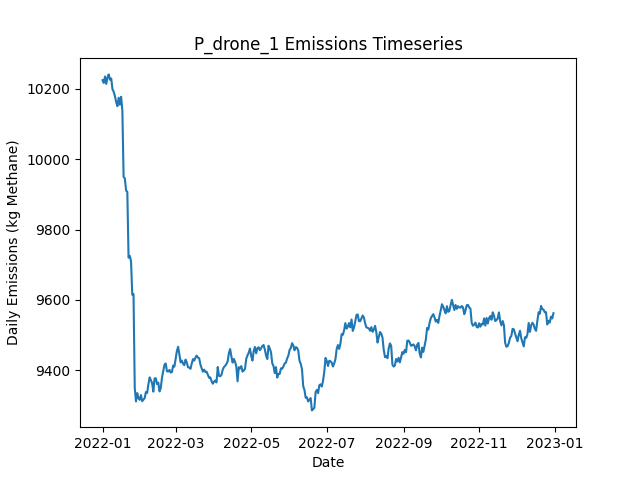 P_drone_1 Emissions Timeseries
Daily Emissions (kg Methane)
10200
10000
9800
9600
9400
2022-01 2022-03 2022-05 2022-07 2022-09 2022-11 2023-01
Date